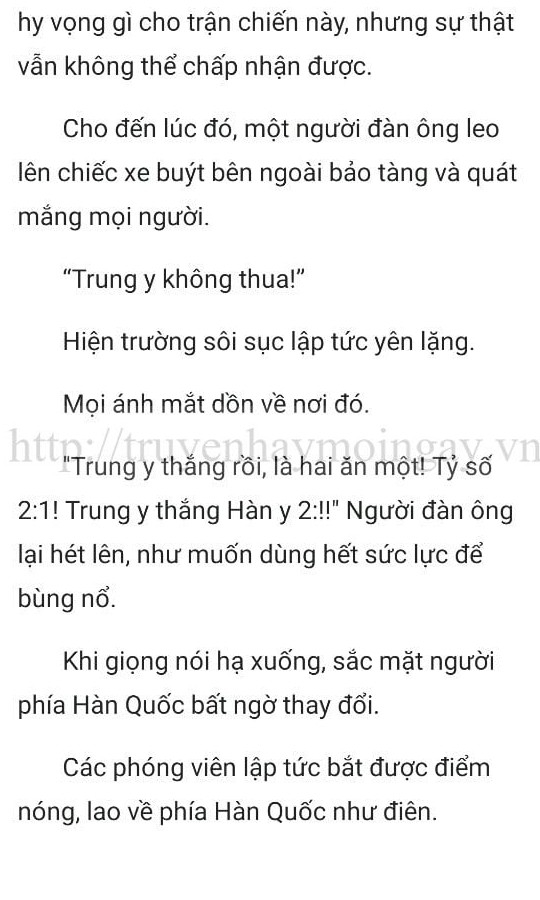 hy vọng gì cho trận chiến này, nhưng sự thật
vẫn không thể chấp nhận được.
Cho đến lúc đó, một người đàn ông leo
lên chiếc xe buýt bên ngoài bảo tàng và quát
mắng mọi người.
“Trung y không thua!”
Hiện trường sôi sục lập tức yên lặng.
Mọi ánh mắt dồn về nơi đó.
http://truyenhaymoingay.vn
"Trung y thắng rồi, là hai ăn một! Tỷ số
2:1! Trung y thắng Hàn y 2:!!" Người đàn ông
lại hét lên, như muốn dùng hết sức lực để
bùng nổ.
Khi giọng nói hạ xuống, sắc mặt người
phía Hàn Quốc bất ngờ thay đổi.
Các phóng viên lập tức bắt được điểm
nóng, lao về phía Hàn Quốc như điên.